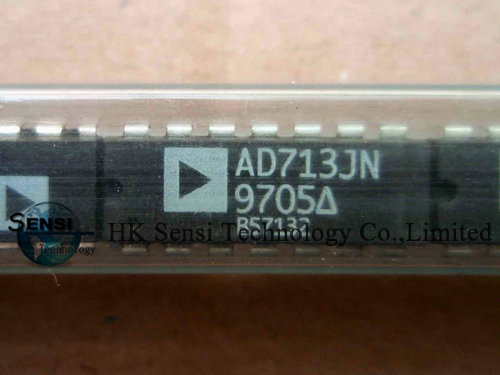 AD713JN
9705Δ
SENSI
Technology
HK Sensi Technology Co.,Limited